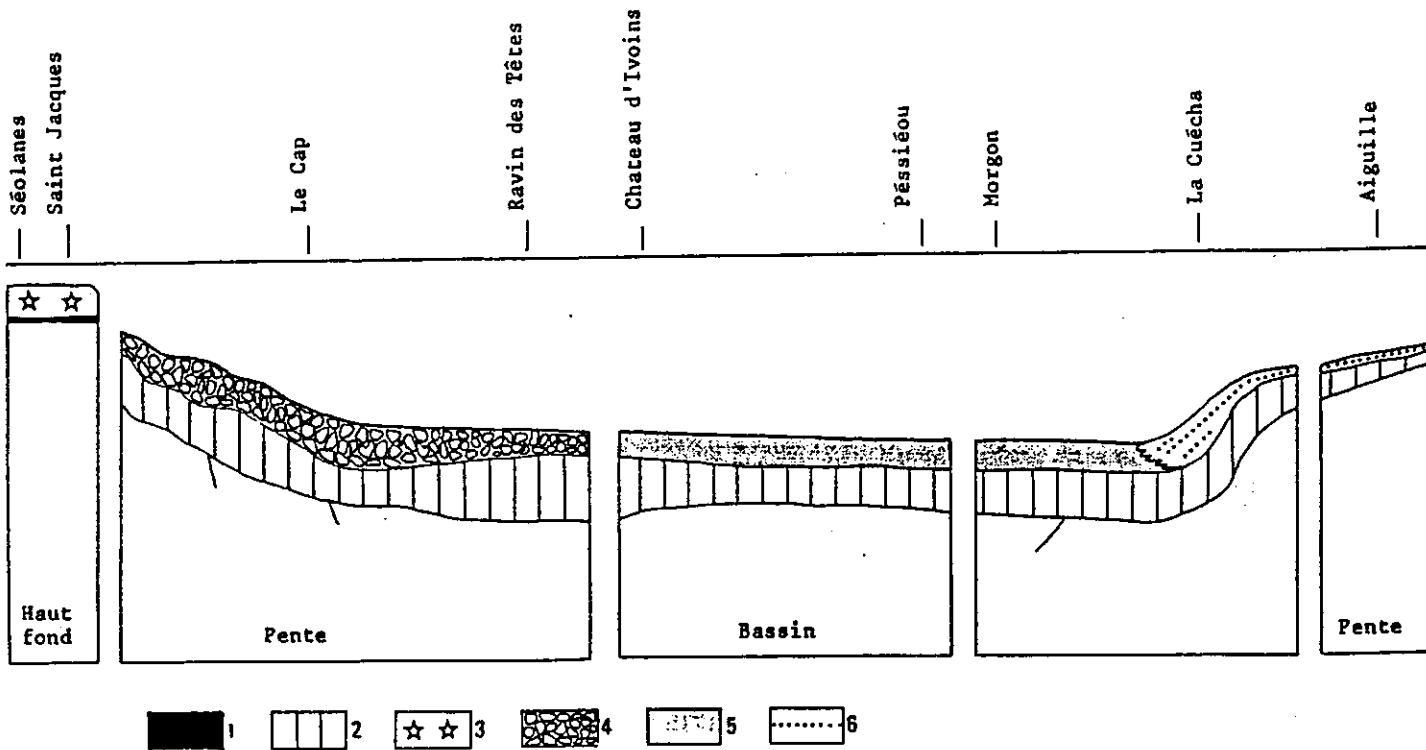 Séolanes
Saint Jacques
Le Cap
Ravin des Têtes
Chateau d'Ivoins
Péssiéou
Morgon
La Cuécha
Aiguille
Haut
fond
Pente
Bassin
Pente
1
2
3
4
5
6